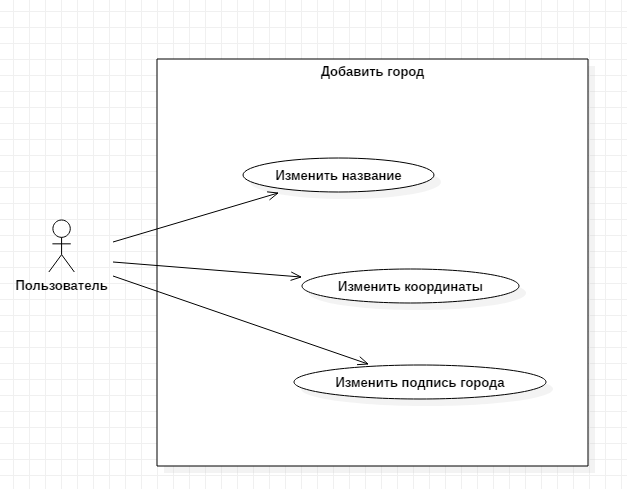 Добавить город
Изменить название
Пользователь
Изменить координаты
Изменить подпись города